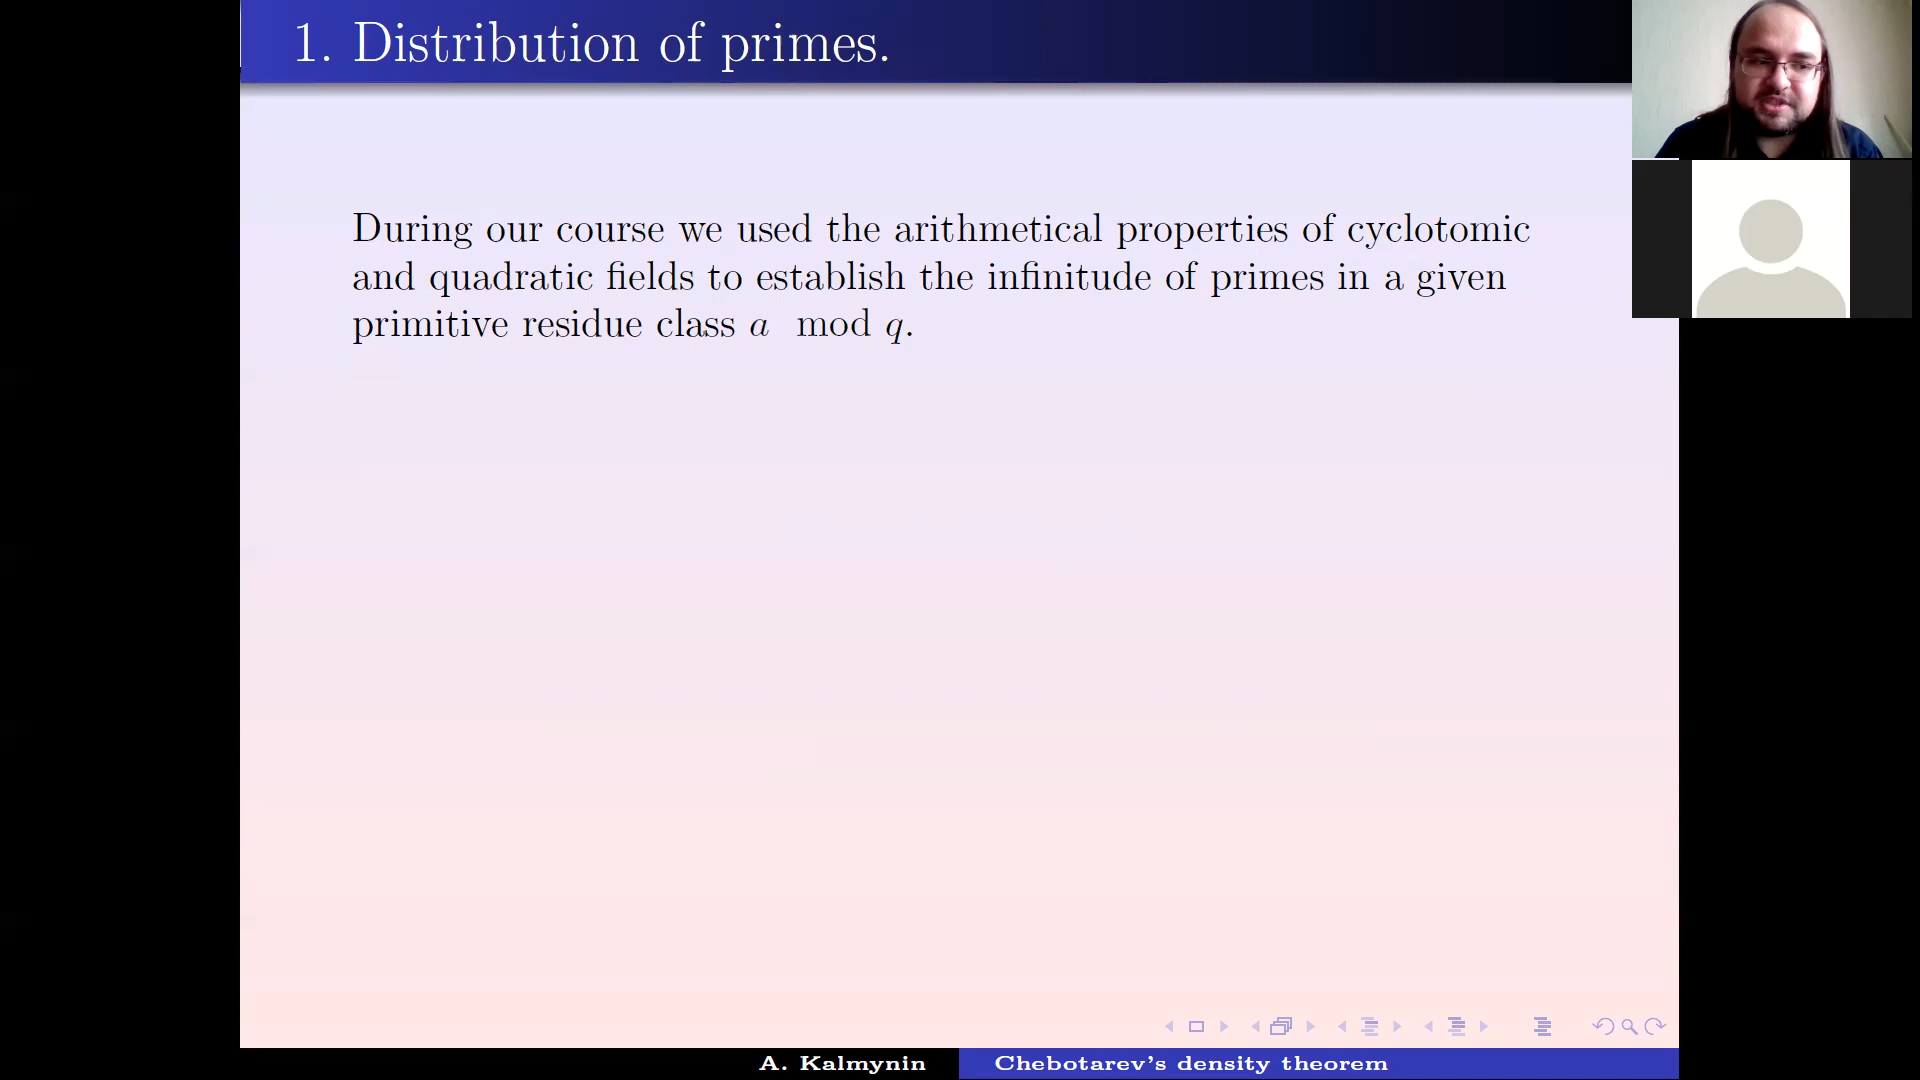 1. Distribution of primes.
During our course we used the arithmetical properties of cyclotomic
and quadratic fields to establish the infinitude of primes in a given
primitive residue class a mod q.
A. Kalmynin
Chebotarev's density theorem